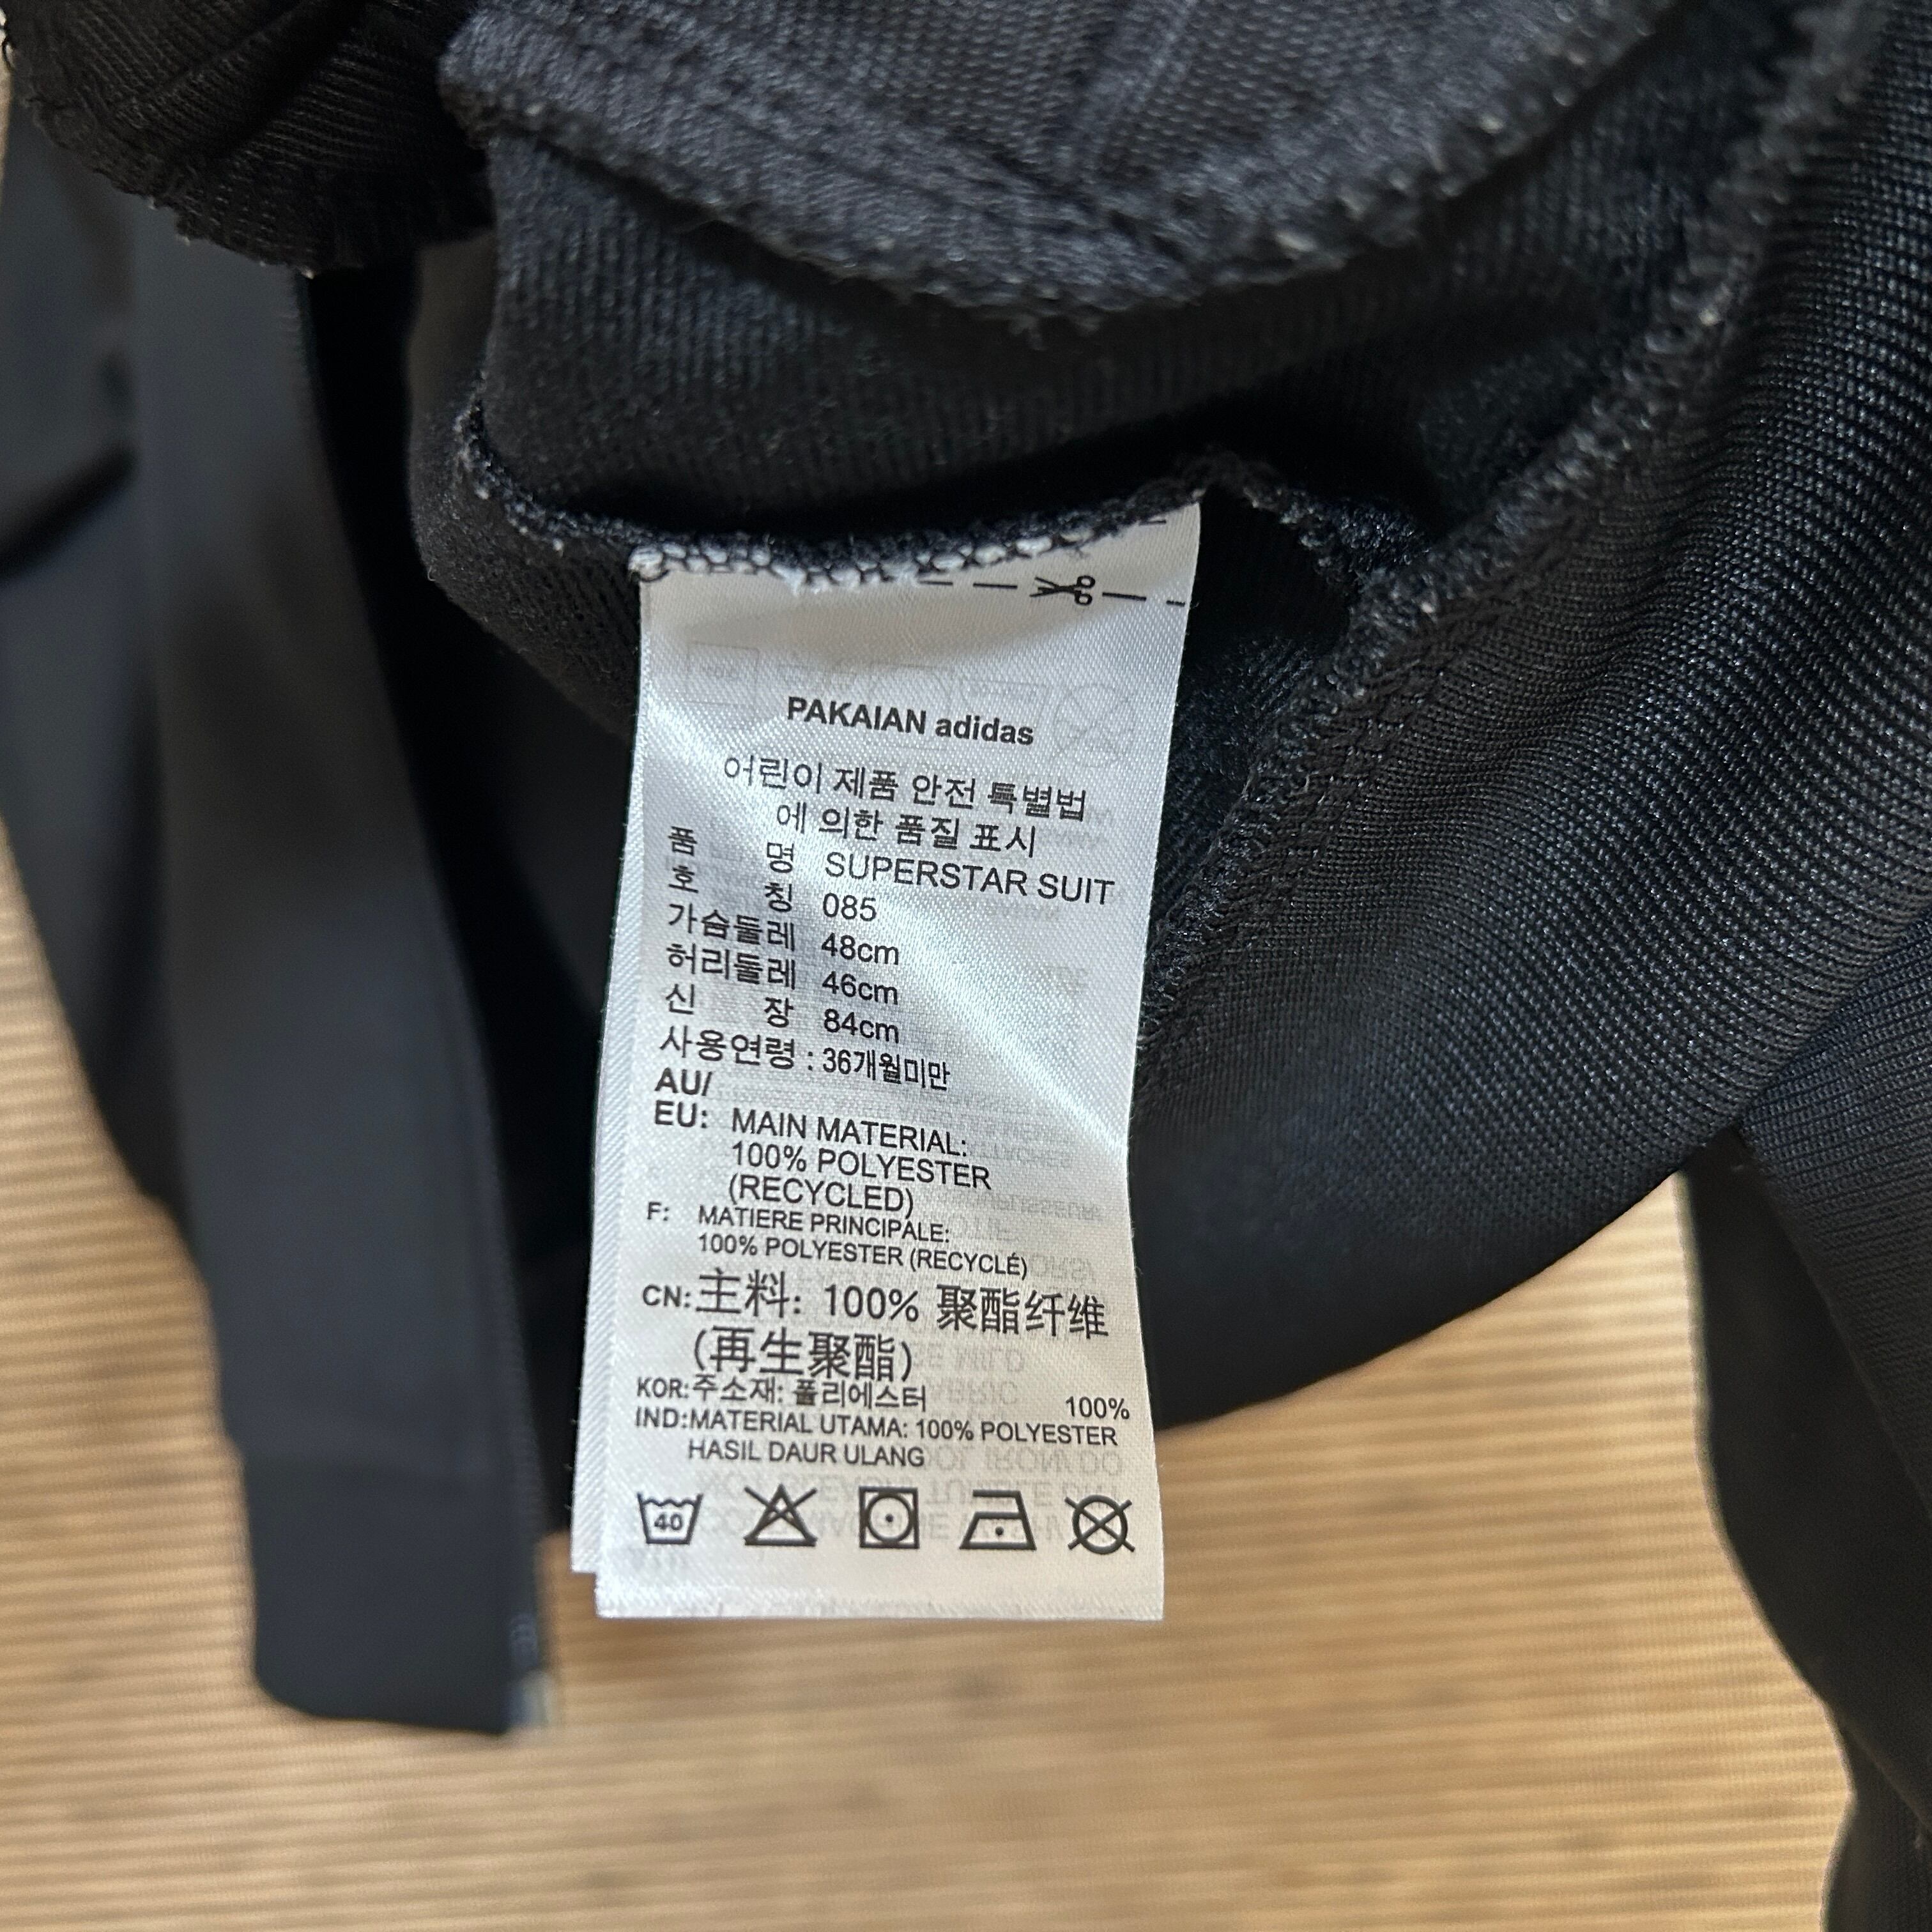 PAKAIAN adidas
어린이 제품 안전 특별법
에 의한 품질 표시
품 명 SUPERSTAR SUIT
호 칭 085
가슴둘레 48cm
허리둘레 46cm
신 장 84cm
사용연령 : 36개월미만
AU/
EU: MAIN MATERIAL:
100% POLYESTER
(RECYCLED)
F: MATIERE PRINCIPALE:
100% POLYESTER (RECYCLÉ)
CN:主料: 100% 聚酯纤维
(再生聚酯)
KOR:주소재: 폴리에스터 100%
IND:MATERIAL UTAMA: 100% POLYESTER
HASIL DAUR ULANG
40